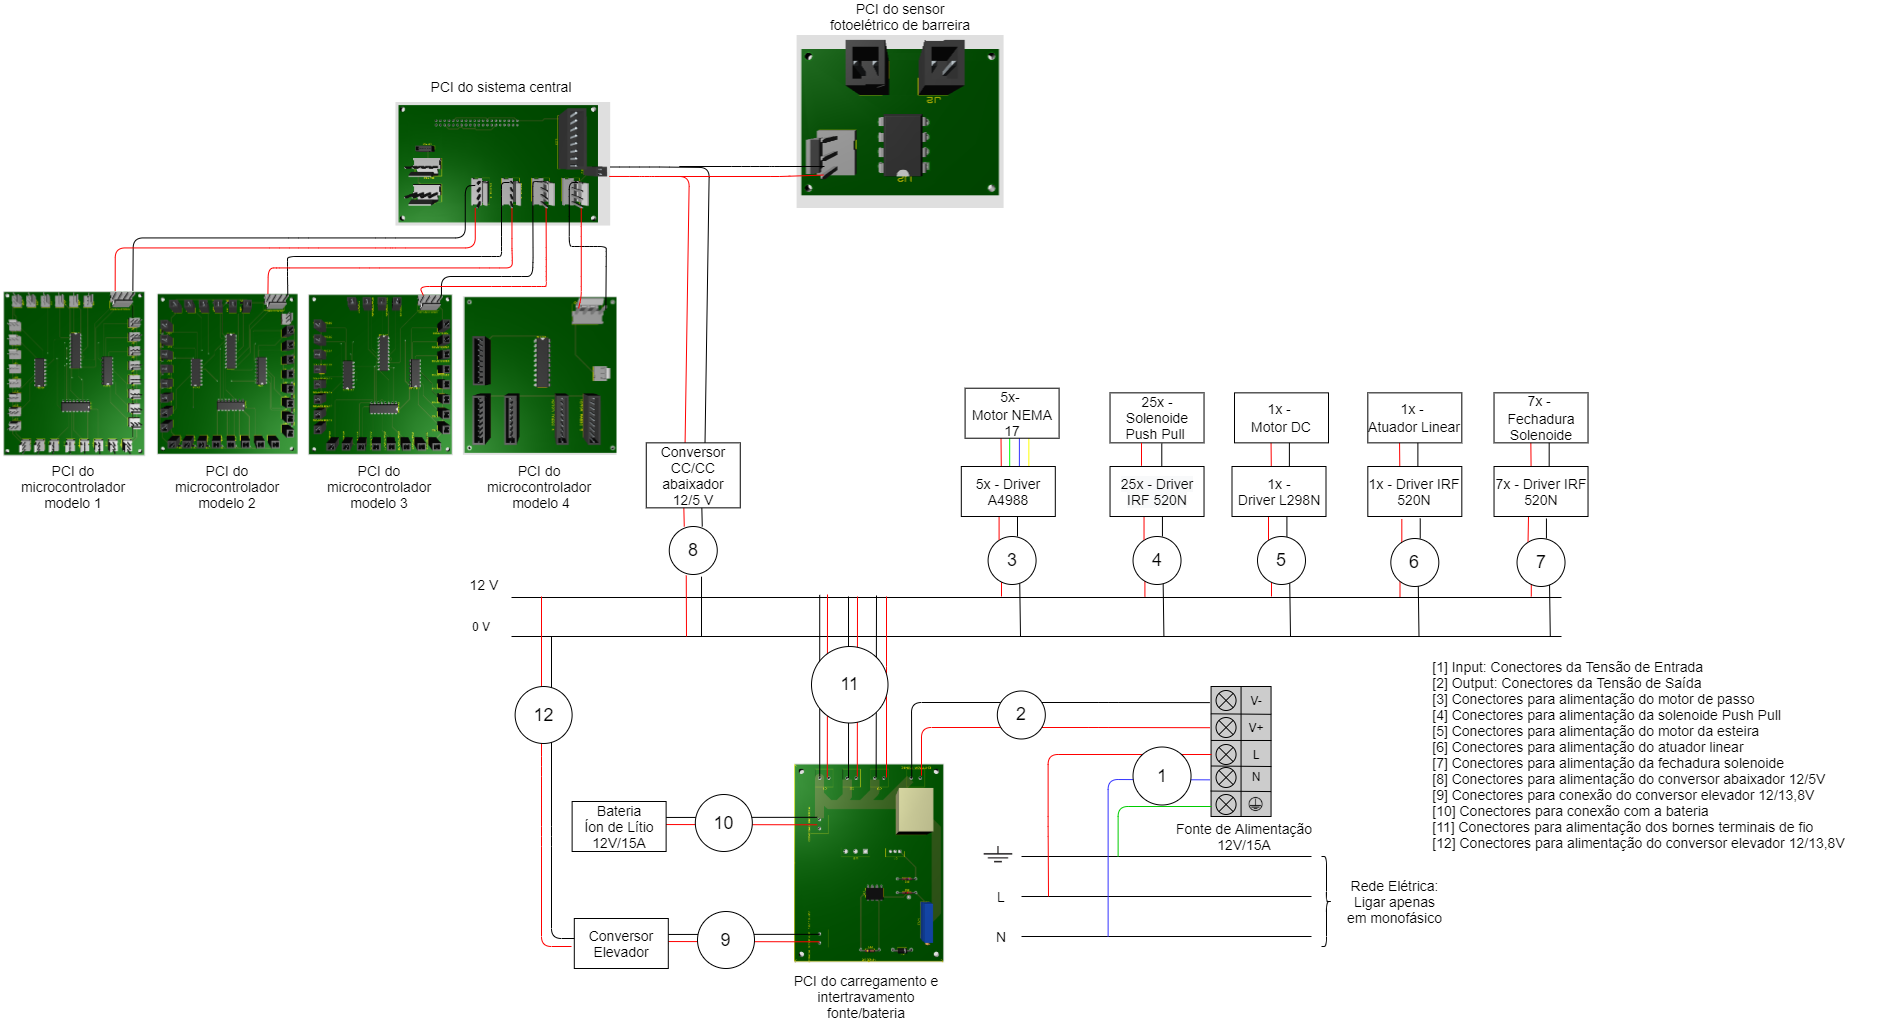 PCI do sensor
fotoelétrico de barreira
PCI do sistema central
PCI do
microcontrolador
modelo 1
PCI do
microcontrolador
modelo 2
PCI do
microcontrolador
modelo 3
PCI do
microcontrolador
modelo 4
Conversor
CC/CC
abaixador
12/5 V
8
5x-
Motor NEMA
17
5x - Driver
A4988
3
25x -
Solenoide
Push Pull
25x - Driver
IRF 520N
4
1x -
Motor DC
1x -
Driver L298N
5
1x -
Atuador Linear
1x - Driver IRF
520N
6
7x -
Fechadura
Solenoide
7x - Driver IRF
520N
7
12 V
0 V
12
11
2
1
V-
V+
L
N
Fonte de Alimentação
12V/15A
Bateria
Íon de Lítio
12V/15A
10
Conversor
Elevador
9
PCI do carregamento e
intertravamento
fonte/bateria
L
N
Rede Elétrica:
Ligar apenas
em monofásico
[1] Input: Conectores da Tensão de Entrada
[2] Output: Conectores da Tensão de Saída
[3] Conectores para alimentação do motor de passo
[4] Conectores para alimentação da solenoide Push Pull
[5] Conectores para alimentação do motor da esteira
[6] Conectores para alimentação do atuador linear
[7] Conectores para alimentação da fechadura solenoide
[8] Conectores para alimentação do conversor abaixador 12/5V
[9] Conectores para conexão do conversor elevador 12/13,8V
[10] Conectores para conexão com a bateria
[11] Conectores para alimentação dos bornes terminais de fio
[12] Conectores para alimentação do conversor elevador 12/13,8V